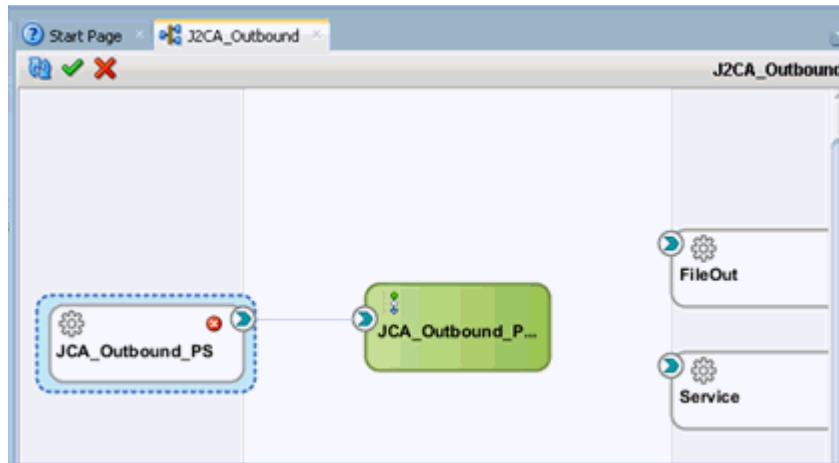 Start Page
J2CA_Outbound
J2CA_Outbound
FileOut
JCA_Outbound_P...
JCA_Outbound_PS
Service